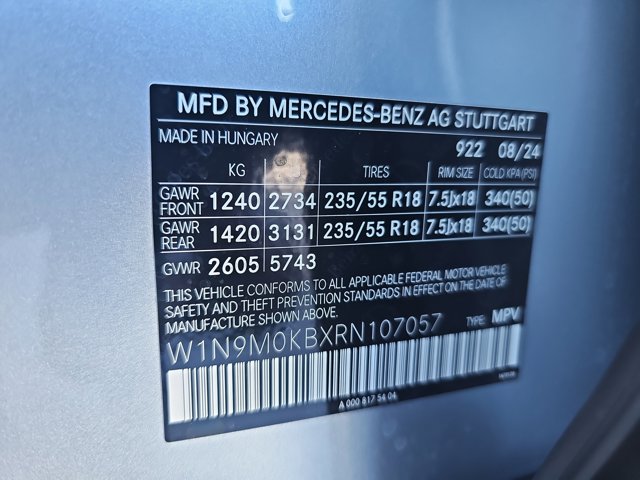 MFD BY MERCEDES-BENZ AG STUTTGART
MADE IN HUNGARY 922 08/24
KG TIRES RIM SIZE COLD KPA (PSI)
GAWR FRONT 1240 2734 235/55 R18 7.5Jx18 340(50)
GAWR REAR 1420 3131 235/55 R18 7.5Jx18 340(50)
GVWR 2605 5743
THIS VEHICLE CONFORMS TO ALL APPLICABLE FEDERAL MOTOR VEHICLE
SAFETY AND THEFT PREVENTION STANDARDS IN EFFECT ON THE DATE OF
MANUFACTURE SHOWN ABOVE.
W1N9M0KBXRN107057 TYPE: MPV
A 000 817 54 04